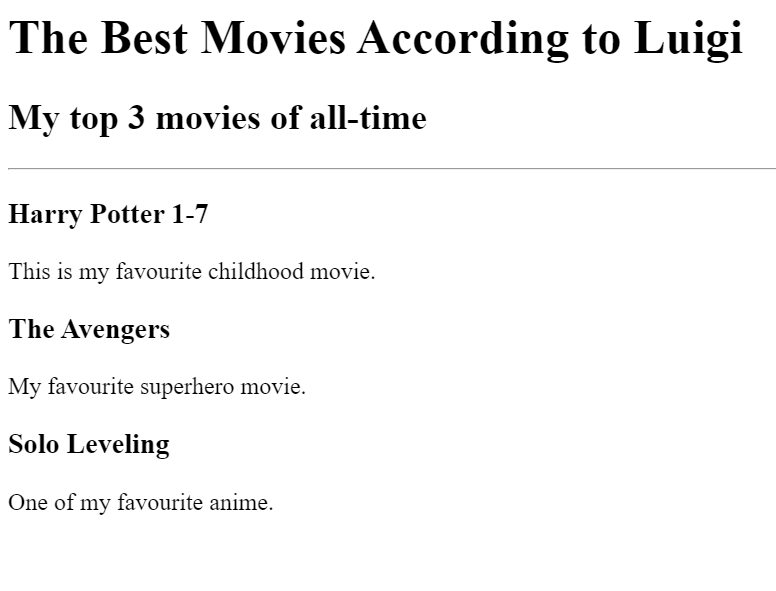 The Best Movies According to Luigi
My top 3 movies of all-time
Harry Potter 1-7
This is my favourite childhood movie.
The Avengers
My favourite superhero movie.
Solo Leveling
One of my favourite anime.